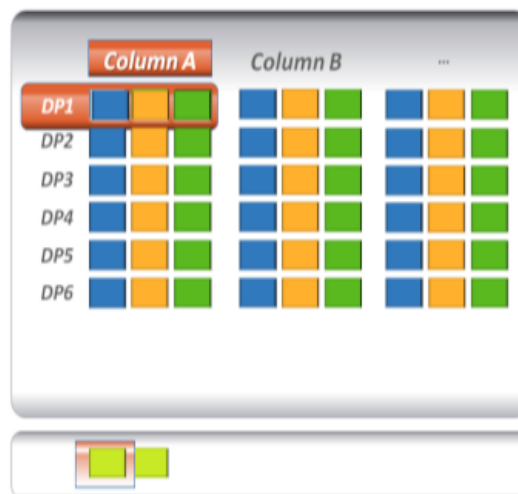 Column A Column B ...
DP1
DP2
DP3
DP4
DP5
DP6